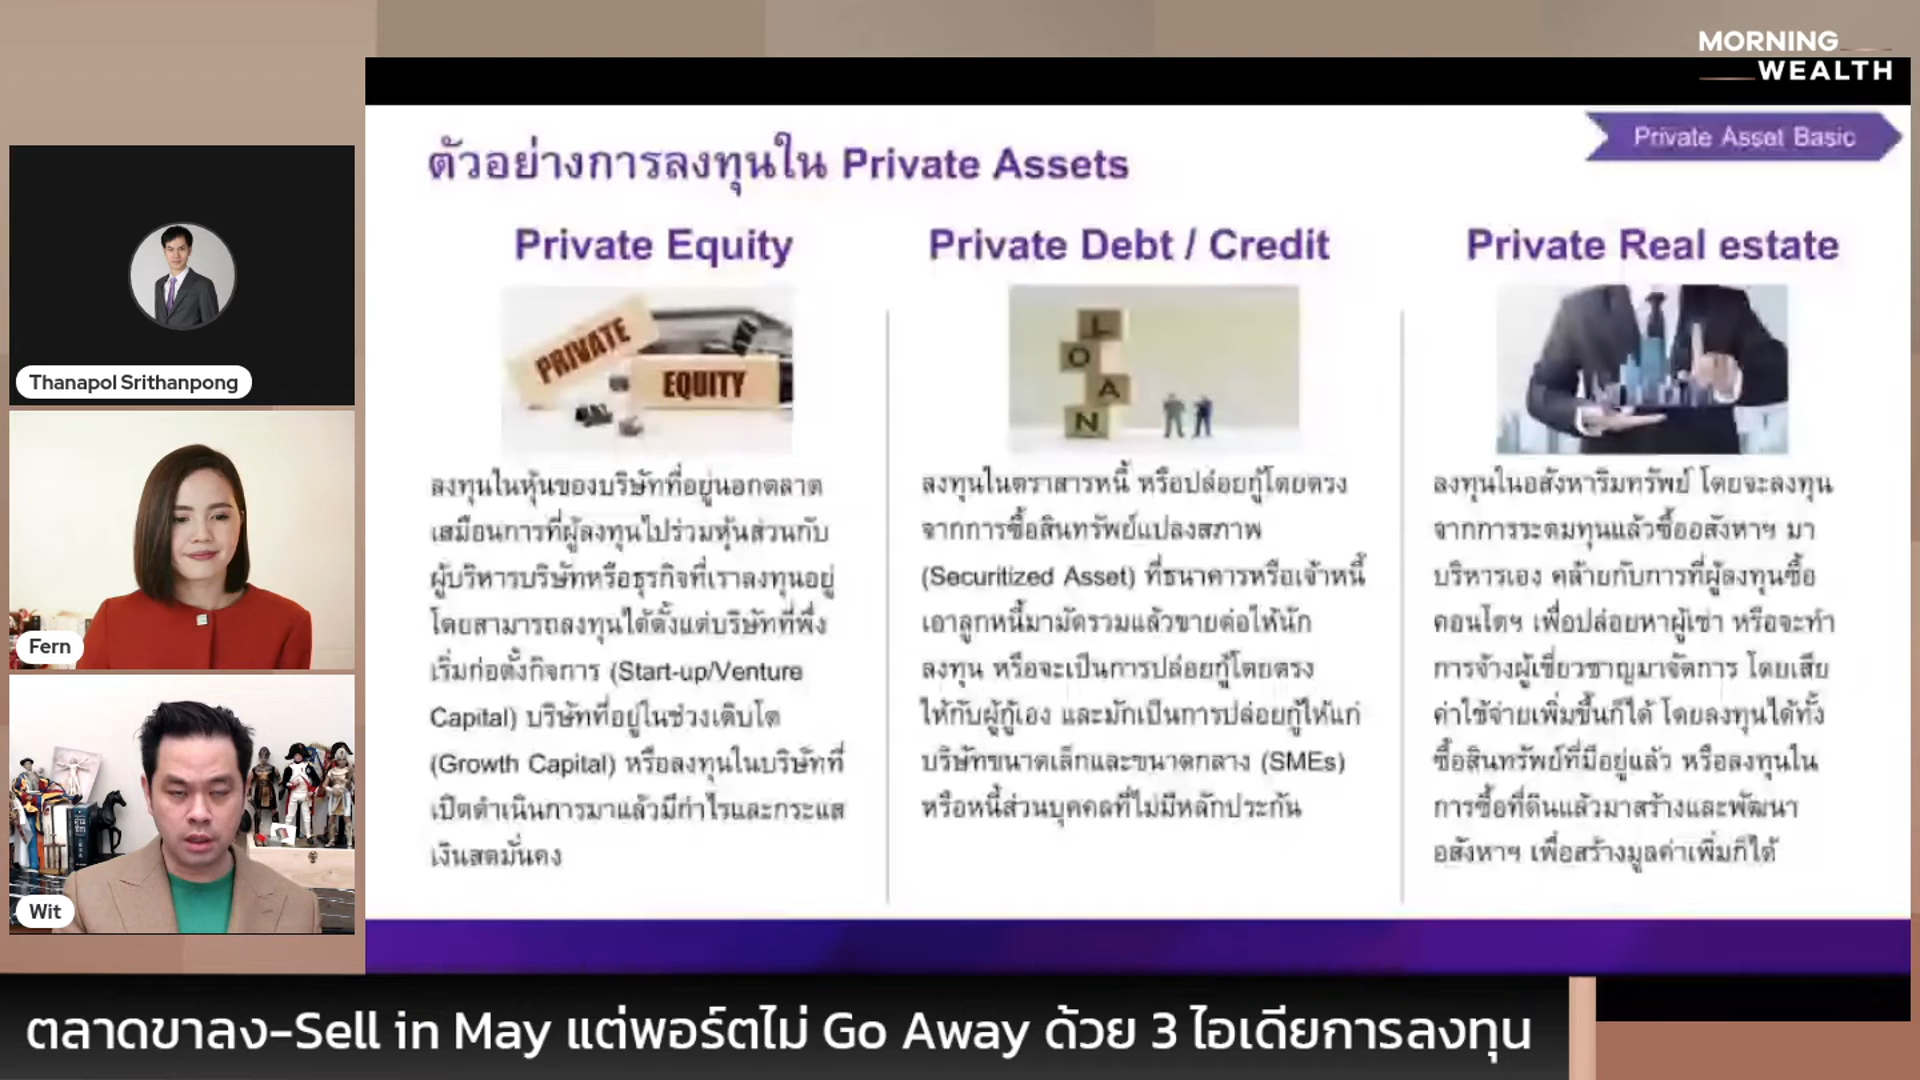 MORNING
WEALTH
Private Asset Basic
ตัวอย่างการลงทุนใน Private Assets
Private Equity
PRIVATE
EQUITY
ลงทุนในหุ้นของบริษัทที่อยู่นอกตลาด
เสมือนการที่ผู้ลงทุนไปร่วมหุ้นส่วนกับ
ผู้บริหารบริษัทหรือธุรกิจที่เราลงทุนอยู่
โดยสามารถลงทุนได้ตั้งแต่บริษัทที่พึ่ง
เริ่มก่อตั้งกิจการ (Start-up/Venture
Capital) บริษัทที่อยู่ในช่วงเติบโต
(Growth Capital) หรือลงทุนในบริษัทที่
เปิดดำเนินการมาแล้วมีกำไรและกระแส
เงินสดมั่นคง
Private Debt / Credit
L
O
A
N
ลงทุนในตราสารหนี้ หรือปล่อยกู้โดยตรง
จากการซื้อสินทรัพย์แปลงสภาพ
(Securitized Asset) ที่ธนาคารหรือเจ้าหนี้
เอาลูกหนี้มามัดรวมแล้วขายต่อให้นัก
ลงทุน หรือจะเป็นการปล่อยกู้โดยตรง
ให้กับผู้กู้เอง และมักเป็นการปล่อยกู้ให้แก่
บริษัทขนาดเล็กและขนาดกลาง (SMEs)
หรือหนี้ส่วนบุคคลที่ไม่มีหลักประกัน
Private Real estate
ลงทุนในอสังหาริมทรัพย์ โดยจะลงทุน
จากการระดมทุนแล้วซื้ออสังหาฯ มา
บริหารเอง คล้ายกับการที่ผู้ลงทุนซื้อ
คอนโดฯ เพื่อปล่อยหาผู้เช่า หรือจะทำ
การจ้างผู้เชี่ยวชาญมาจัดการ โดยเสีย
ค่าใช้จ่ายเพิ่มขึ้นก็ได้ โดยลงทุนได้ทั้ง
ซื้อสินทรัพย์ที่มีอยู่แล้ว หรือลงทุนใน
การซื้อที่ดินแล้วมาสร้างและพัฒนา
อสังหาฯ เพื่อสร้างมูลค่าเพิ่มก็ได้
Thanapol Srithanpong
Fern
Wit
ตลาดขาลง-Sell in May แต่พอร์ตไม่ Go Away ด้วย 3 ไอเดียการลงทุน